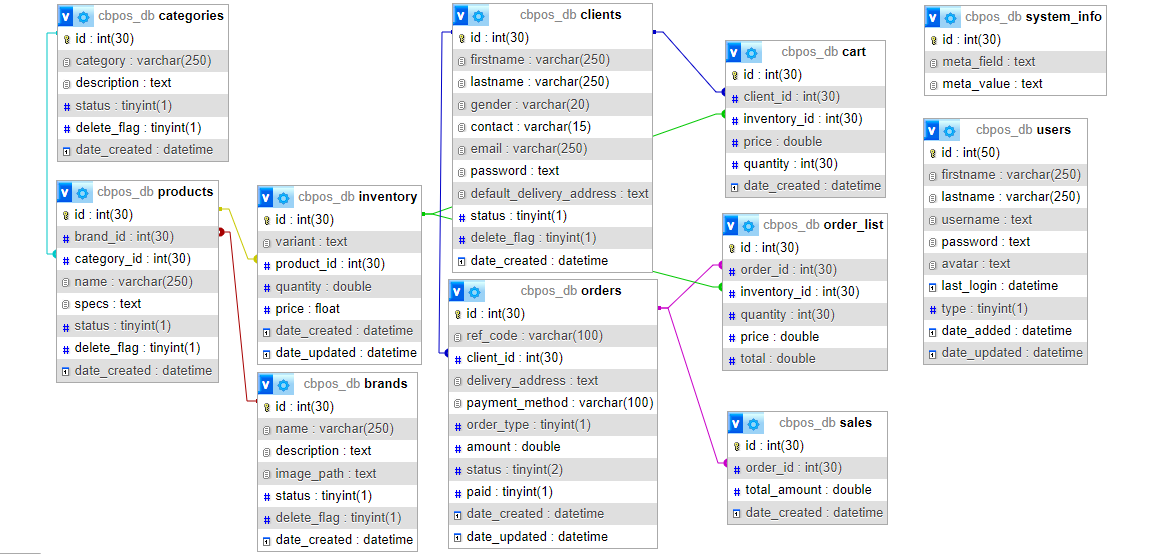 cbpos_db categories
id : int(30)
category : varchar(250)
description : text
status : tinyint(1)
delete_flag : tinyint(1)
date_created : datetime
cbpos_db products
id : int(30)
brand_id : int(30)
category_id : int(30)
name : varchar(250)
specs : text
status : tinyint(1)
delete_flag : tinyint(1)
date_created : datetime
cbpos_db inventory
id : int(30)
variant : text
product_id : int(30)
quantity : double
price : float
date_created : datetime
date_updated : datetime
cbpos_db brands
id : int(30)
name : varchar(250)
description : text
image_path : text
status : tinyint(1)
delete_flag : tinyint(1)
date_created : datetime
cbpos_db clients
id : int(30)
firstname : varchar(250)
lastname : varchar(250)
gender : varchar(20)
contact : varchar(15)
email : varchar(250)
password : text
default_delivery_address : text
status : tinyint(1)
delete_flag : tinyint(1)
date_created : datetime
cbpos_db orders
id : int(30)
ref_code : varchar(100)
client_id : int(30)
delivery_address : text
payment_method : varchar(100)
order_type : tinyint(1)
amount : double
status : tinyint(2)
paid : tinyint(1)
date_created : datetime
date_updated : datetime
cbpos_db cart
id : int(30)
client_id : int(30)
inventory_id : int(30)
price : double
quantity : int(30)
date_created : datetime
cbpos_db order_list
id : int(30)
order_id : int(30)
inventory_id : int(30)
quantity : int(30)
price : double
total : double
cbpos_db sales
id : int(30)
order_id : int(30)
total_amount : double
date_created : datetime
cbpos_db system_info
id : int(30)
meta_field : text
meta_value : text
cbpos_db users
id : int(50)
firstname : varchar(250)
lastname : varchar(250)
username : text
password : text
avatar : text
last_login : datetime
type : tinyint(1)
date_added : datetime
date_updated : datetime